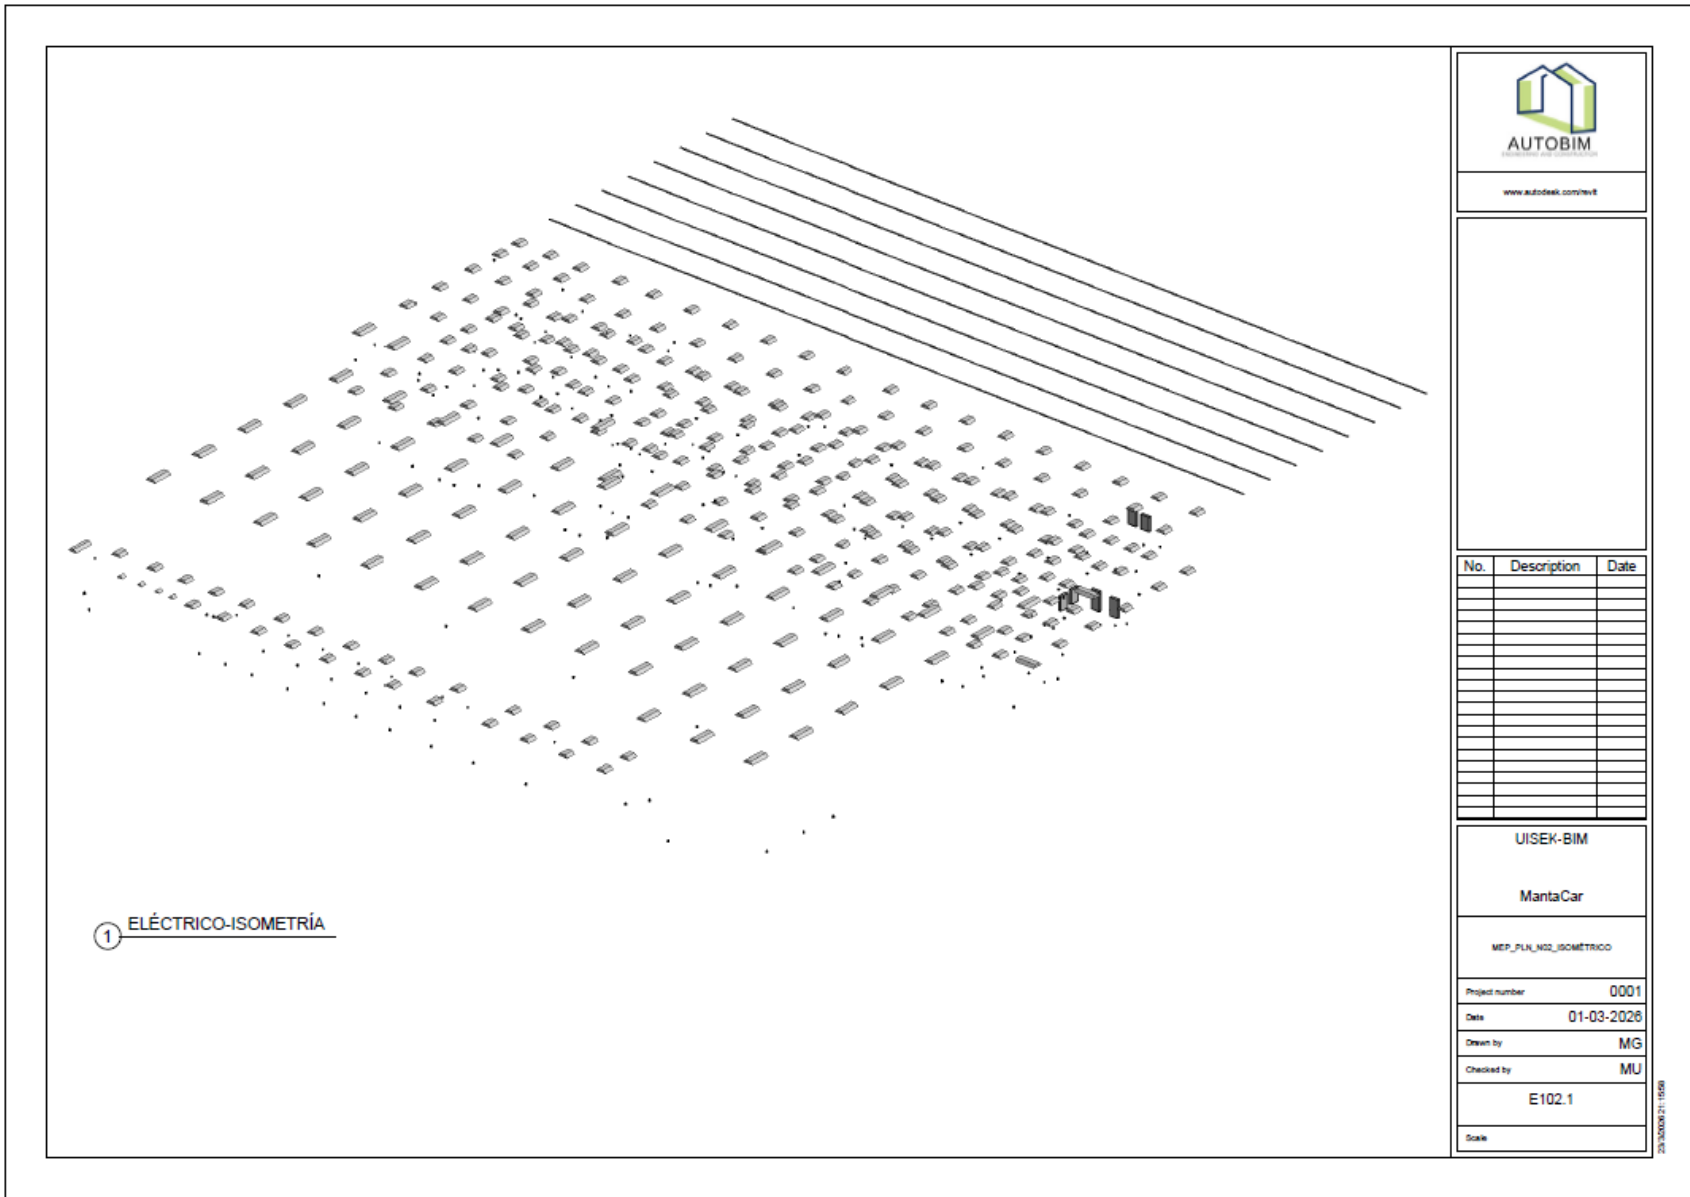 AUTOBIM
www.autodesk.com/revit
No. Description Date
UISEK-BIM
MantaCar
MEP_PLN_N02_ISOMÉTRICO
Project number 0001
Date 01-03-2026
Drawn by MG
Checked by MU
E102.1
Scale
1 ELÉCTRICO-ISOMETRÍA